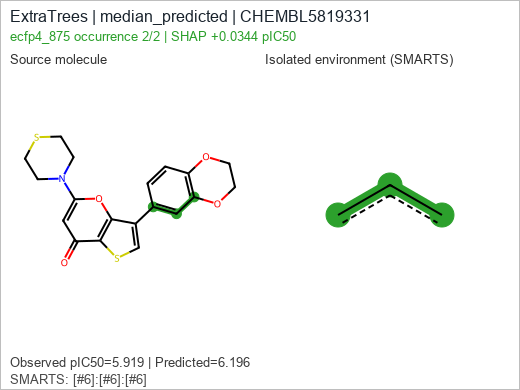 ExtraTrees | median_predicted | CHEMBL5819331
ecfp4_875 occurrence 2/2 | SHAP +0.0344 pIC50
Source molecule
Isolated environment (SMARTS)
S
N
O
O
O
O
S
Observed pIC50=5.919 | Predicted=6.196
SMARTS: [#6]:[#6]:[#6]